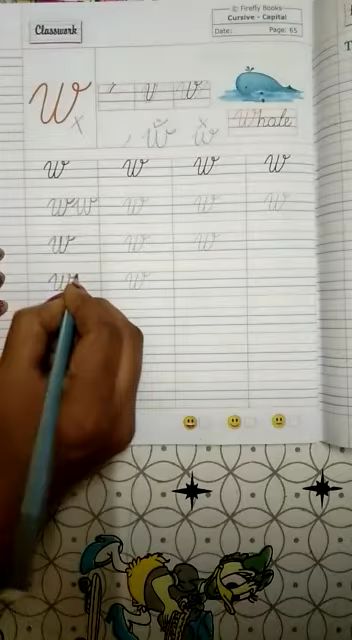 © Firefly Books
Classwork
Cursive - Capital
Date: Page: 65
W
Whale
W W W W
W W W W W
W W W
W W